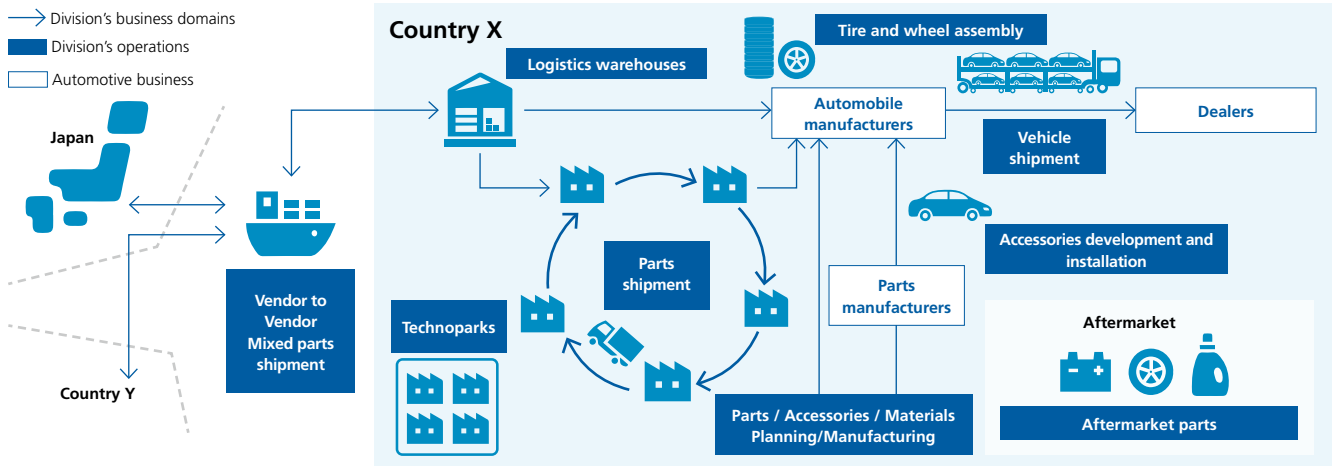 Division's business domains
Division's operations
Automotive business
Japan
Country Y
Vendor to
Vendor
Mixed parts
shipment
Country X
Logistics warehouses
Tire and wheel assembly
Automobile
manufacturers
Vehicle
shipment
Dealers
Accessories development and
installation
Parts
shipment
Parts
manufacturers
Technoparks
Parts / Accessories / Materials
Planning/Manufacturing
Aftermarket
Aftermarket parts